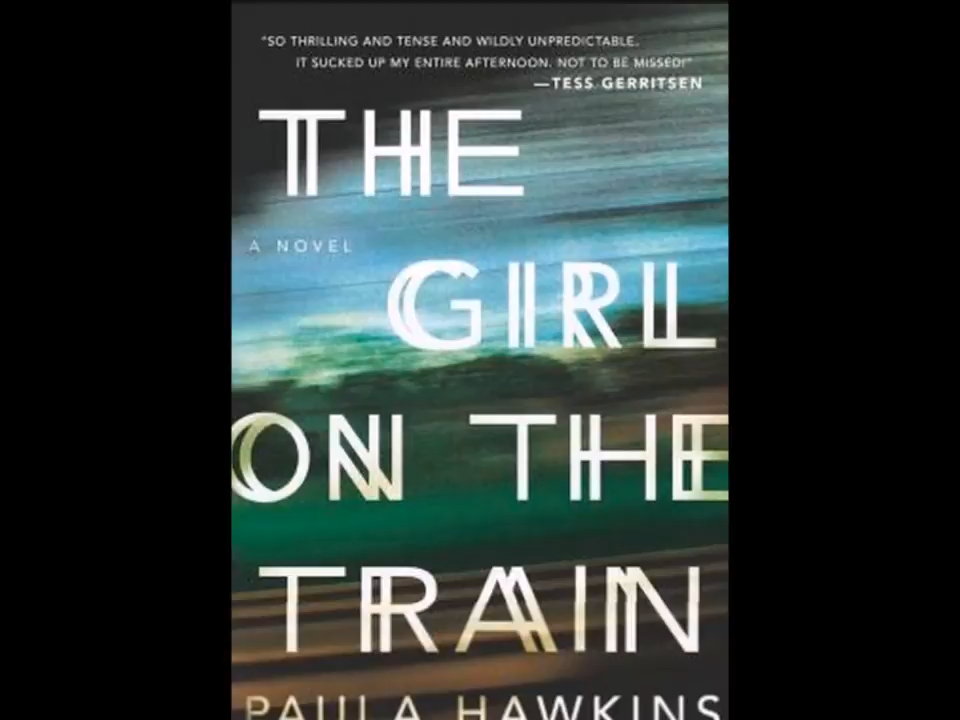 "SO THRILLING AND TENSE AND WILDLY UNPREDICTABLE.
IT SUCKED UP MY ENTIRE AFTERNOON. NOT TO BE MISSED!"
—TESS GERRITSEN
THE
A NOVEL
GIRL
ON THE
TRAIN
PAULA HAWKINS